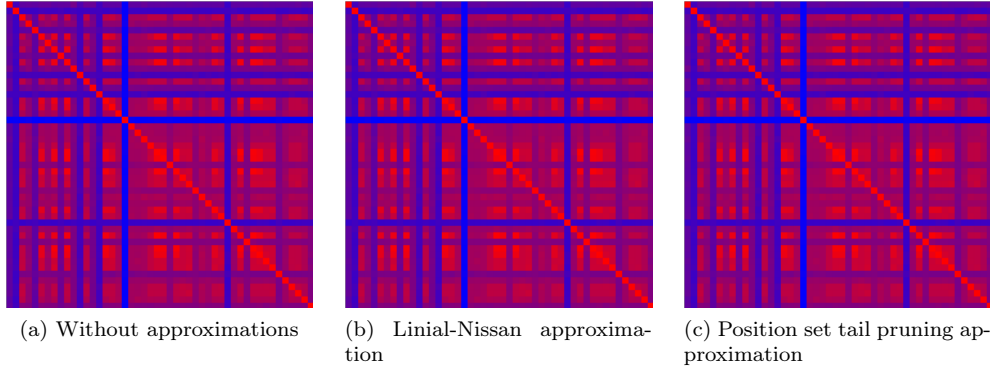 (a) Without approximations
(b) Linial-Nissan approxima-
tion
(c) Position set tail pruning ap-
proximation